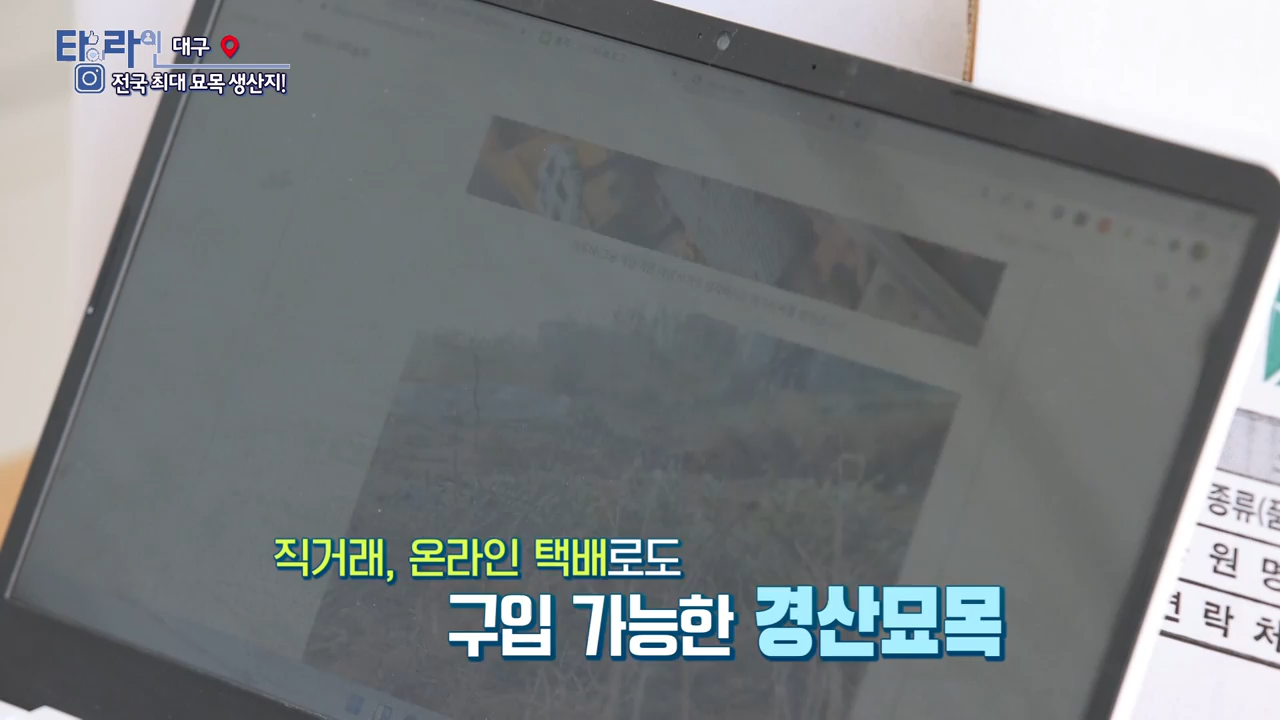 타라인 대구
전국 최대 묘목 생산지!
직거래, 온라인 택배로도
구입 가능한 경산묘목
종류(품
원 명
락 처